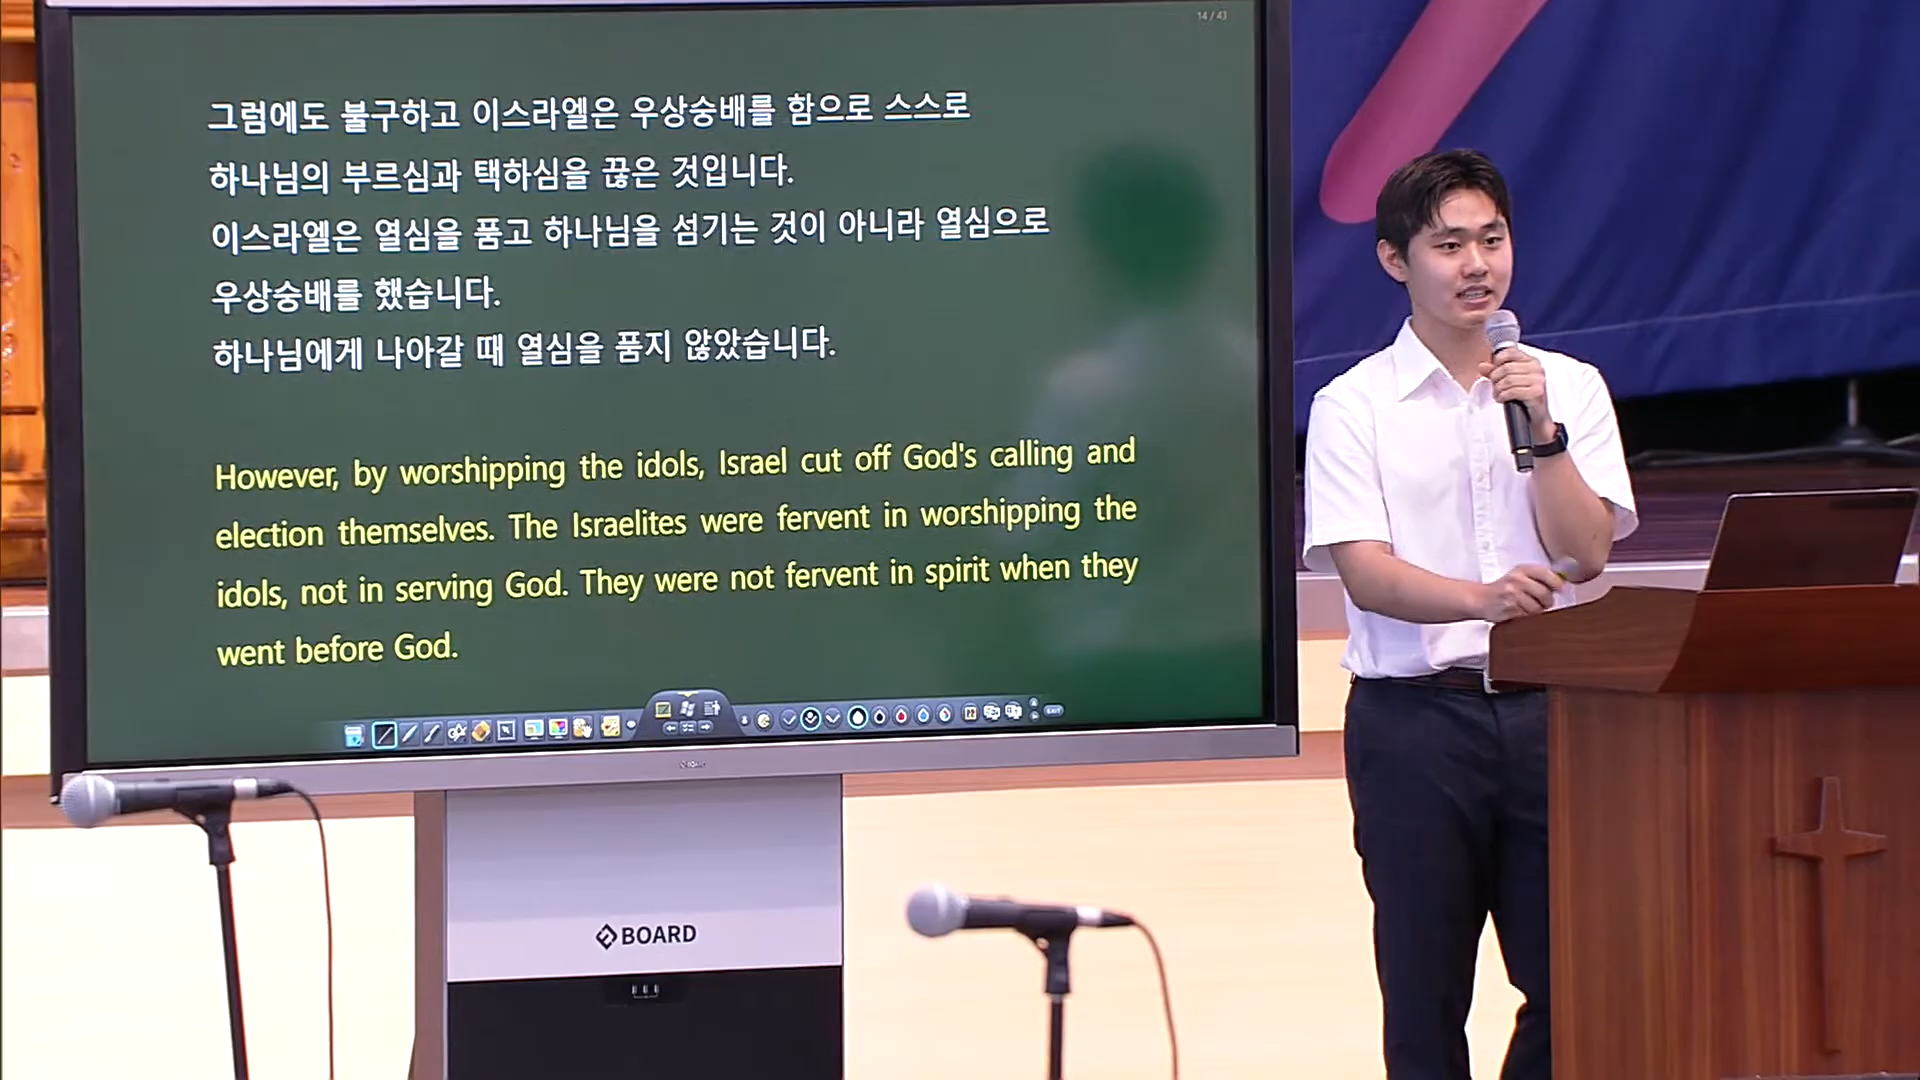 14 / 43
그럼에도 불구하고 이스라엘은 우상숭배를 함으로 스스로
하나님의 부르심과 택하심을 끊은 것입니다.
이스라엘은 열심을 품고 하나님을 섬기는 것이 아니라 열심으로
우상숭배를 했습니다.
하나님에게 나아갈 때 열심을 품지 않았습니다.
However, by worshipping the idols, Israel cut off God's calling and
election themselves. The Israelites were fervent in worshipping the
idols, not in serving God. They were not fervent in spirit when they
went before God.
EXIT
BOARD